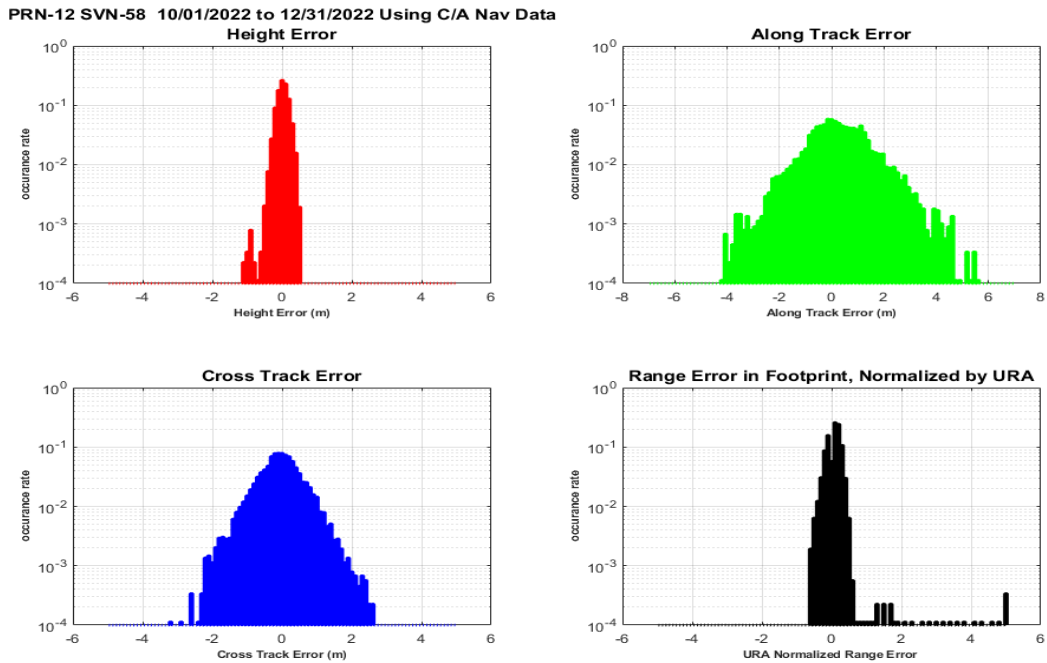 PRN-12 SVN-58  10/01/2022 to 12/31/2022 Using C/A Nav Data
Height Error
10^0
10^-1
10^-2
10^-3
10^-4
occurance rate
-6 -4 -2 0 2 4 6
Height Error (m)
Along Track Error
10^0
10^-1
10^-2
10^-3
10^-4
occurance rate
-8 -6 -4 -2 0 2 4 6 8
Along Track Error (m)
Cross Track Error
10^0
10^-1
10^-2
10^-3
10^-4
occurance rate
-6 -4 -2 0 2 4 6
Cross Track Error (m)
Range Error in Footprint, Normalized by URA
10^0
10^-1
10^-2
10^-3
10^-4
occurance rate
-6 -4 -2 0 2 4 6
URA Normalized Range Error